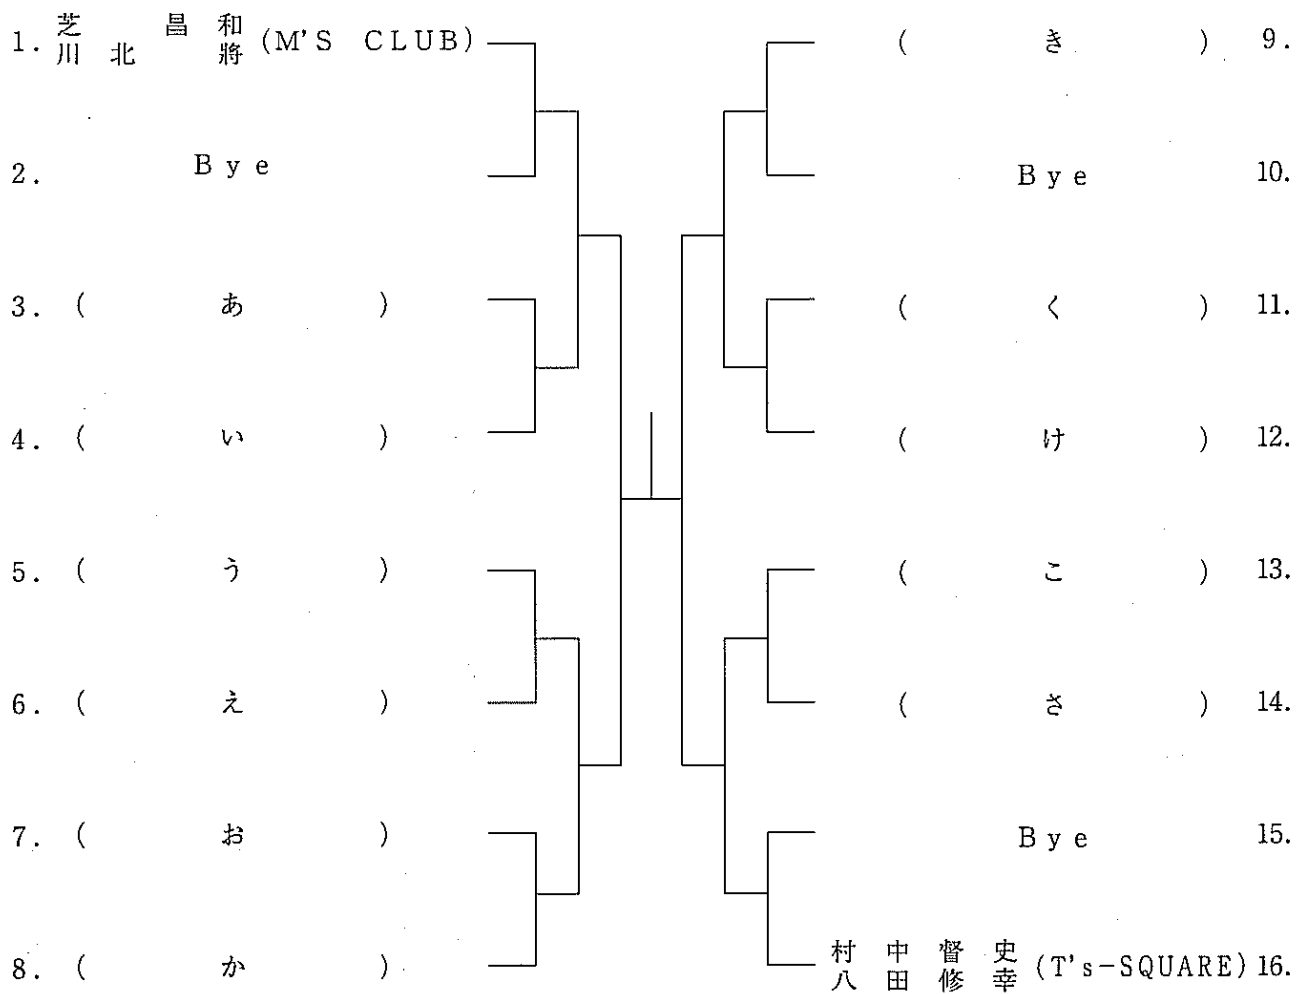 1. 芝 昌和 (M'S CLUB)
川北 將
2. Bye
3. ( あ )
4. ( い )
5. ( う )
6. ( え )
7. ( お )
8. ( か )
( き ) 9.
Bye 10.
( く ) 11.
( け ) 12.
( こ ) 13.
( さ ) 14.
Bye 15.
村中督史 (T's-SQUARE) 16.
八田修幸